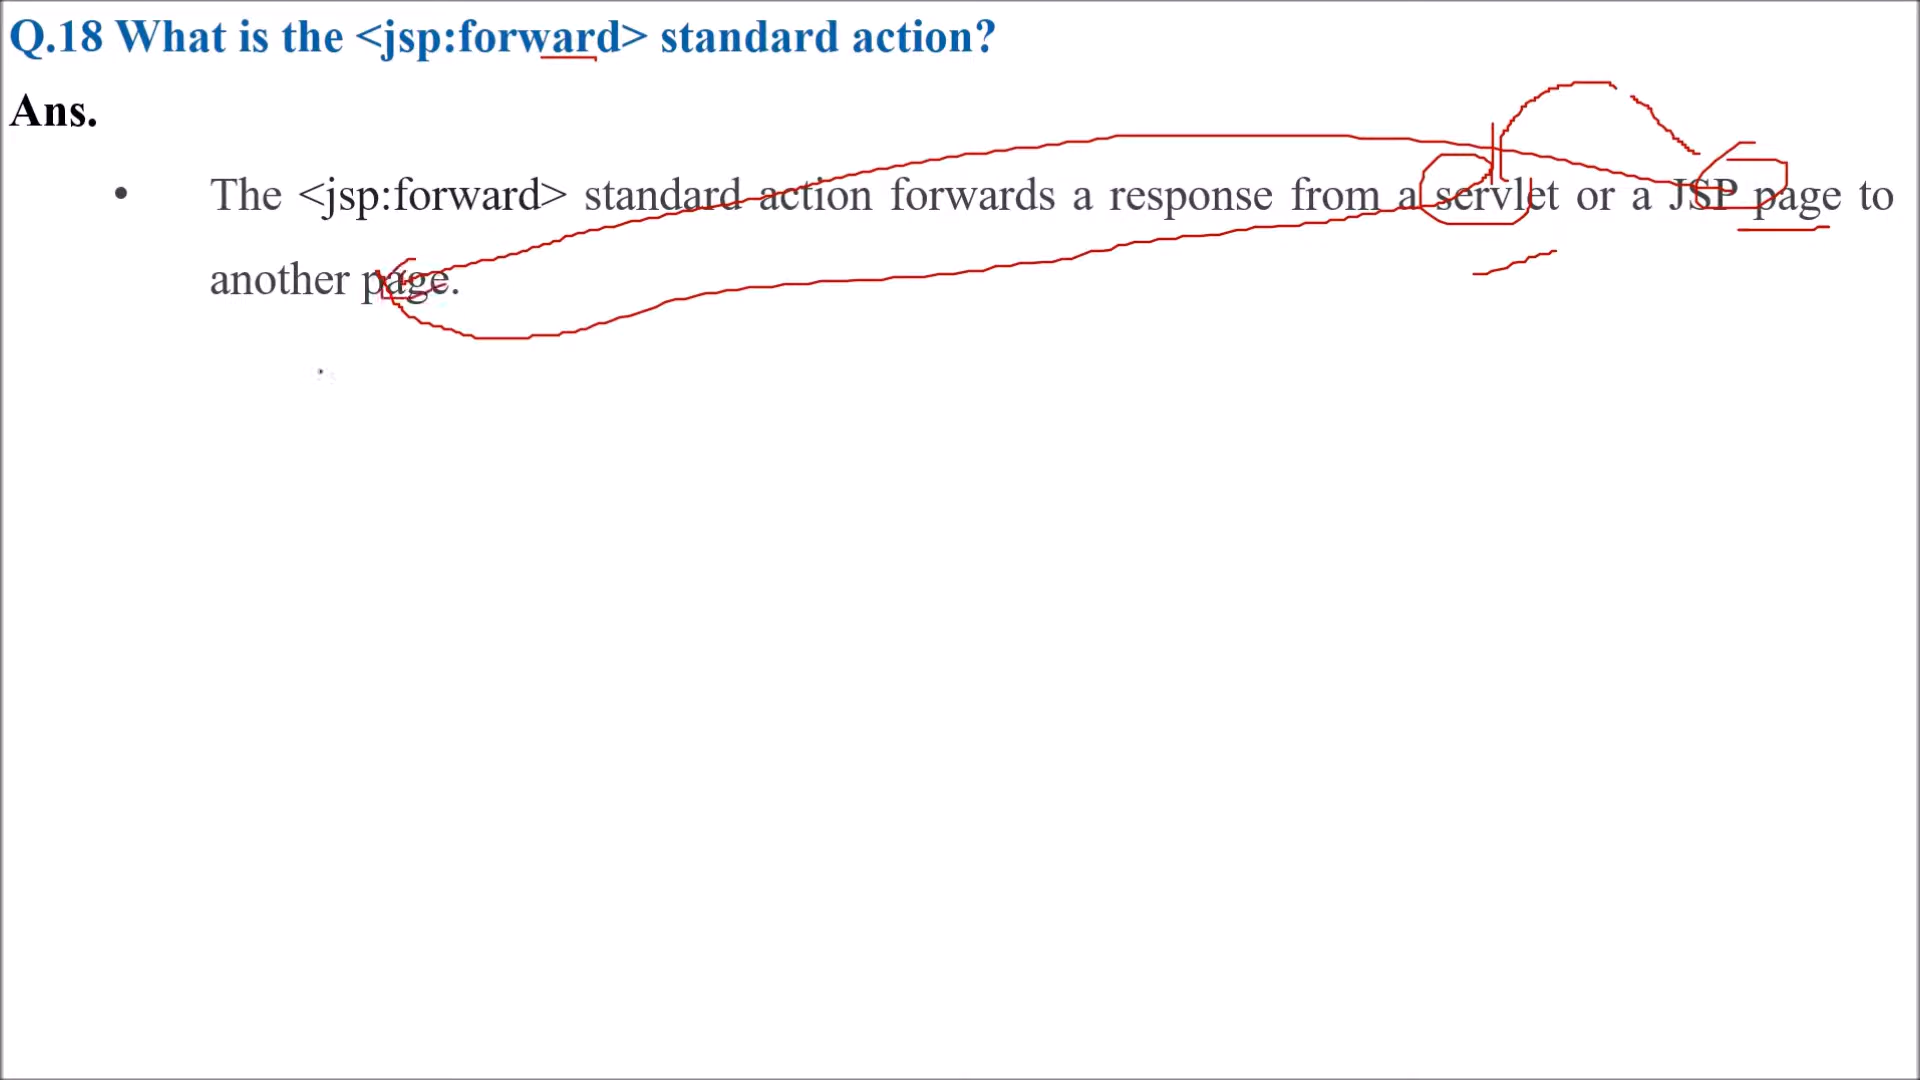 Q.18 What is the <jsp:forward> standard action?
Ans.
• The <jsp:forward> standard action forwards a response from a servlet or a JSP page to
another page.